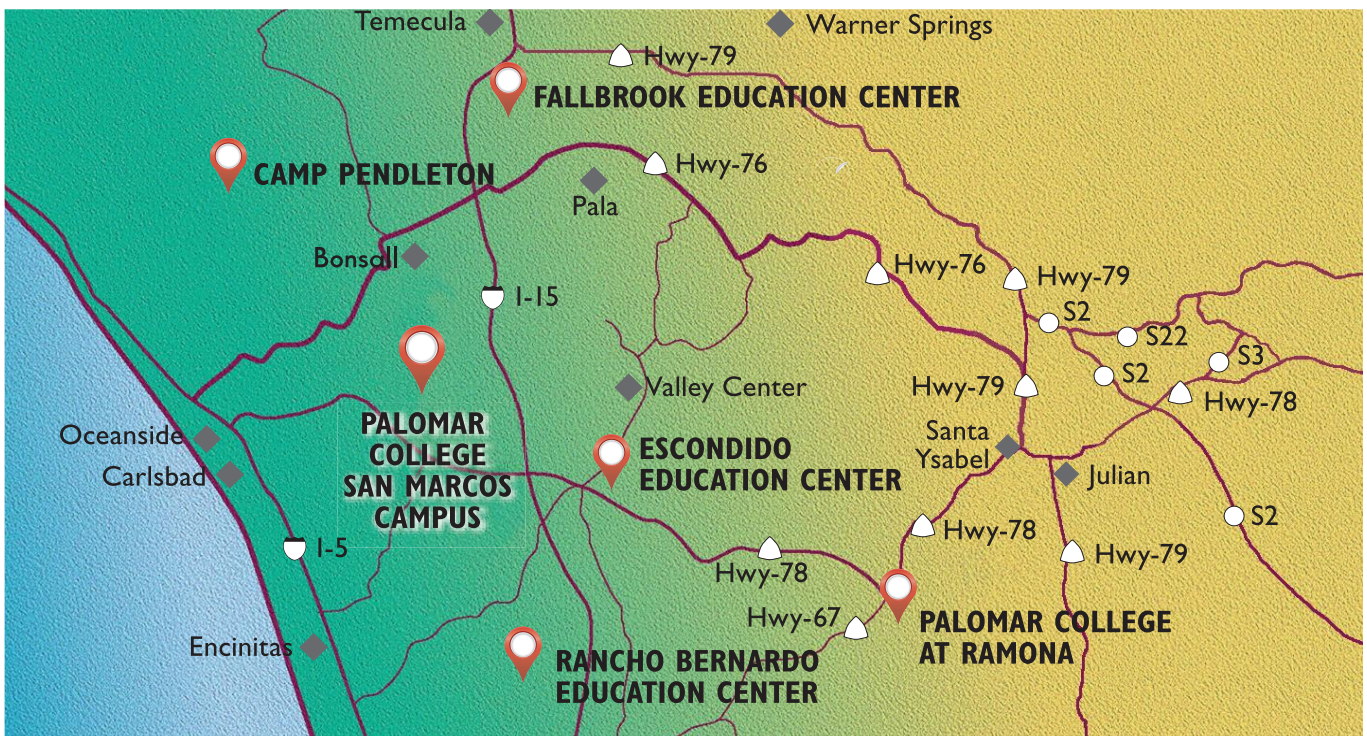 Temecula
Warner Springs
Hwy-79
FALLBROOK EDUCATION CENTER
CAMP PENDLETON
Hwy-76
Pala
Bonsall
Hwy-76
Hwy-79
I-15
S2
S22
S3
S2
Hwy-79
Valley Center
Hwy-78
PALOMAR
COLLEGE
SAN MARCOS
CAMPUS
Oceanside
Carlsbad
ESCONDIDO
EDUCATION CENTER
Santa
Ysabel
Julian
S2
I-5
Hwy-78
Hwy-78
Hwy-79
Hwy-67
PALOMAR COLLEGE
AT RAMONA
Encinitas
RANCHO BERNARDO
EDUCATION CENTER